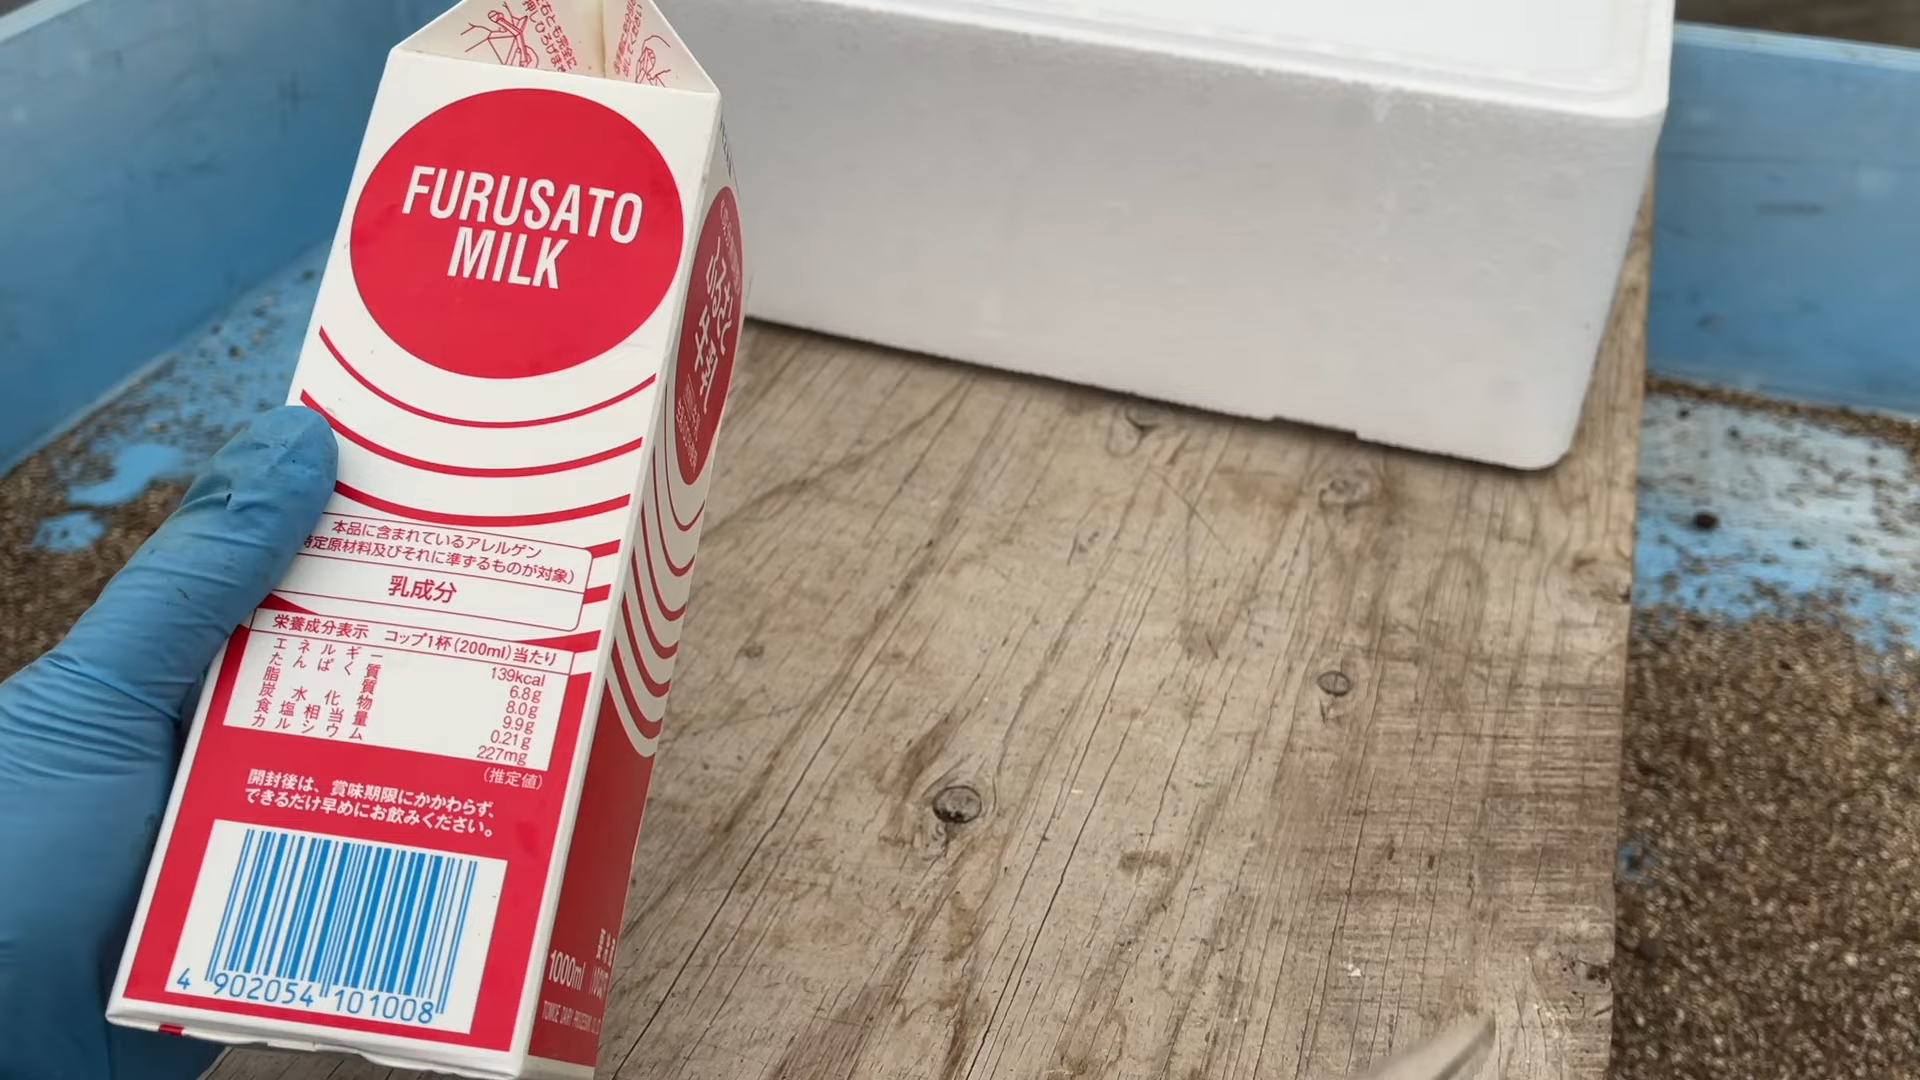 FURUSATO
MILK
本品に含まれているアレルゲン
特定原材料及びそれに準ずるものが対象）
乳成分
栄養成分表示 コップ1杯（200ml）当たり
エネルギー 139kcal
たんぱく質 6.8g
脂質 8.0g
炭水化物 9.9g
食塩相当量 0.21g
カルシウム 227mg
（推定値）
開封後は、賞味期限にかかわらず、
できるだけ早めにお飲みください。
4 902054 101008
ふるさと
牛乳
1000ml